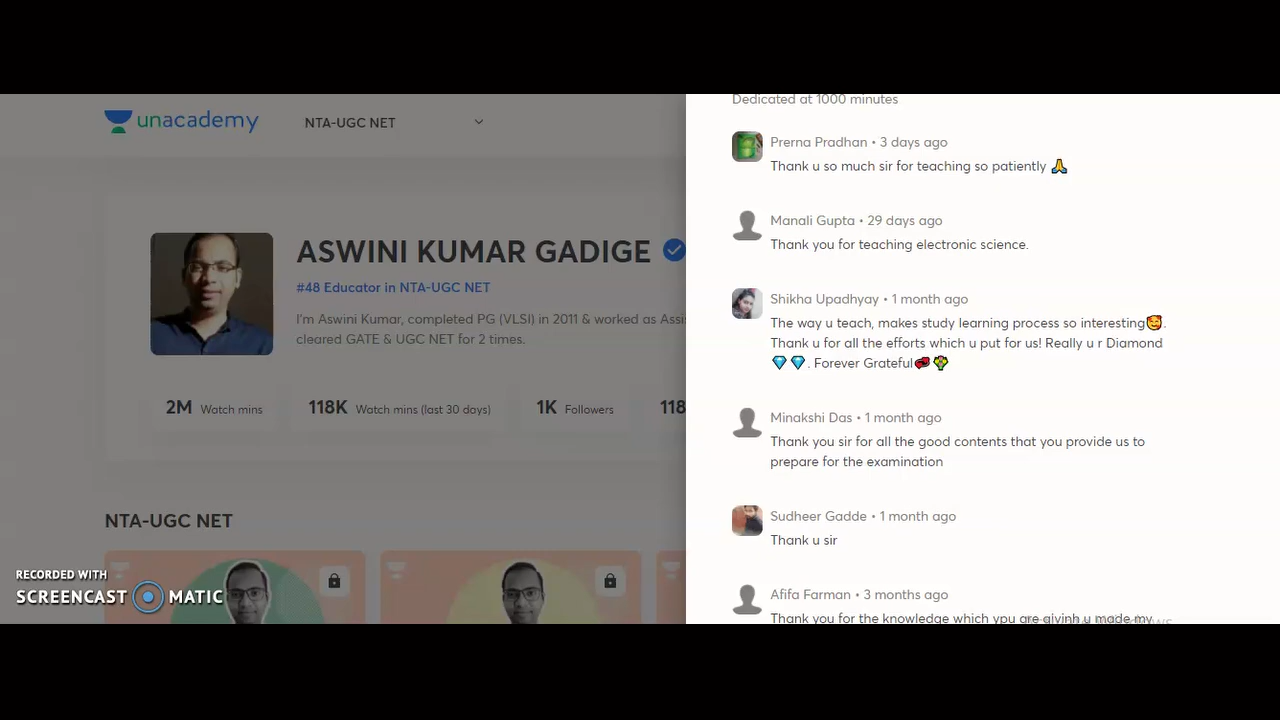 unacademy
NTA-UGC NET
ASWINI KUMAR GADIGE
#48 Educator in NTA-UGC NET
I'm Aswini Kumar, completed PG (VLSI) in 2011 & worked as Assi
cleared GATE & UGC NET for 2 times.
2M Watch mins 118K Watch mins (last 30 days) 1K Followers 118
NTA-UGC NET
RECORDED WITH
SCREENCAST MATIC
Dedicated at 1000 minutes
Prerna Pradhan • 3 days ago
Thank u so much sir for teaching so patiently 🙏
Manali Gupta • 29 days ago
Thank you for teaching electronic science.
Shikha Upadhyay • 1 month ago
The way u teach, makes study learning process so interesting🥰.
Thank u for all the efforts which u put for us! Really u r Diamond
💎💎. Forever Grateful💌💐
Minakshi Das • 1 month ago
Thank you sir for all the good contents that you provide us to
prepare for the examination
Sudheer Gadde • 1 month ago
Thank u sir
Afifa Farman • 3 months ago
Thank you for the knowledge which ypu are givinh u made my